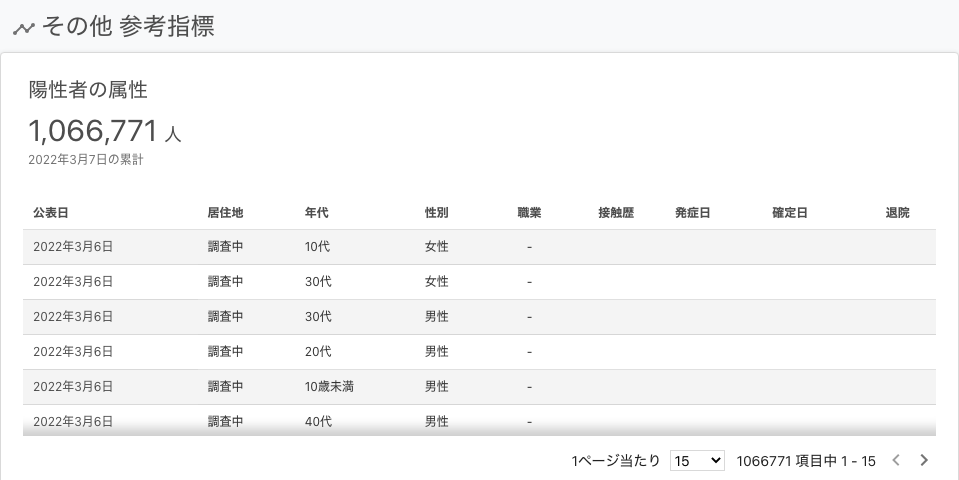 その他 参考指標
陽性者の属性
1,066,771 人
2022年3月7日の累計
公表日 居住地 年代 性別 職業 接触歴 発症日 確定日 退院
2022年3月6日 調査中 10代 女性 -
2022年3月6日 調査中 30代 女性 -
2022年3月6日 調査中 30代 男性 -
2022年3月6日 調査中 20代 男性 -
2022年3月6日 調査中 10歳未満 男性 -
2022年3月6日 調査中 40代 男性 -
1ページ当たり 15 1066771 項目中 1 - 15